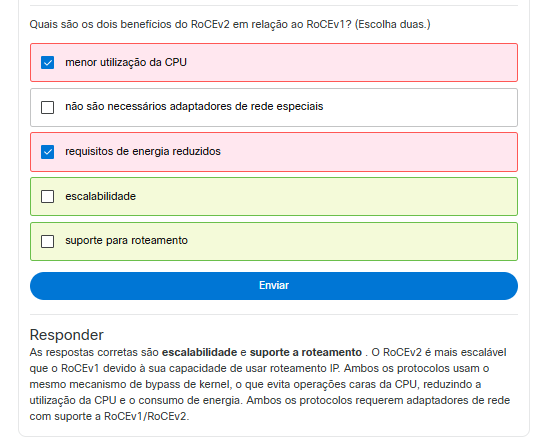 Quais são os dois benefícios do RoCEv2 em relação ao RoCEv1? (Escolha duas.)
menor utilização da CPU
não são necessários adaptadores de rede especiais
requisitos de energia reduzidos
escalabilidade
suporte para roteamento
Enviar
Responder
As respostas corretas são escalabilidade e suporte a roteamento . O RoCEv2 é mais escalável
que o RoCEv1 devido à sua capacidade de usar roteamento IP. Ambos os protocolos usam o
mesmo mecanismo de bypass de kernel, o que evita operações caras da CPU, reduzindo a
utilização da CPU e o consumo de energia. Ambos os protocolos requerem adaptadores de rede
com suporte a RoCEv1/RoCEv2.